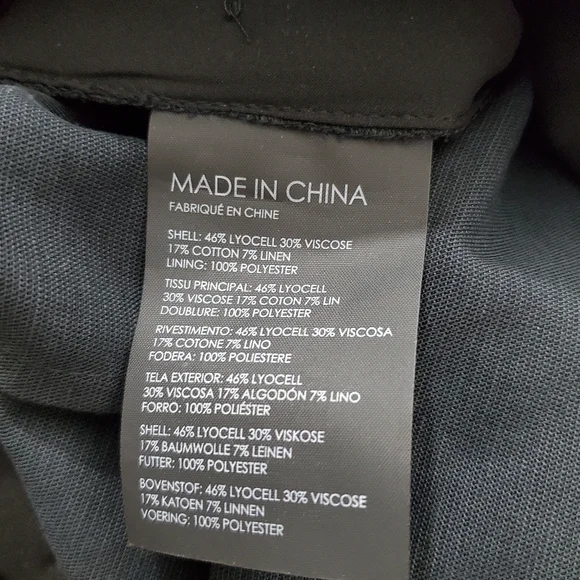 MADE IN CHINA
FABRIQUÉ EN CHINE
SHELL: 46% LYOCELL 30% VISCOSE
17% COTTON 7% LINEN
LINING: 100% POLYESTER
TISSU PRINCIPAL: 46% LYOCELL
30% VISCOSE 17% COTON 7% LIN
DOUBLURE: 100% POLYESTER
RIVESTIMENTO: 46% LYOCELL 30% VISCOSA
17% COTONE 7% LINO
FODERA: 100% POLIESTERE
TELA EXTERIOR: 46% LYOCELL
30% VISCOSA 17% ALGODÓN 7% LINO
FORRO: 100% POLIÉSTER
SHELL: 46% LYOCELL 30% VISKOSE
17% BAUMWOLLE 7% LEINEN
FUTTER: 100% POLYESTER
BOVENSTOF: 46% LYOCELL 30% VISCOSE
17% KATOEN 7% LINNEN
VOERING: 100% POLYESTER